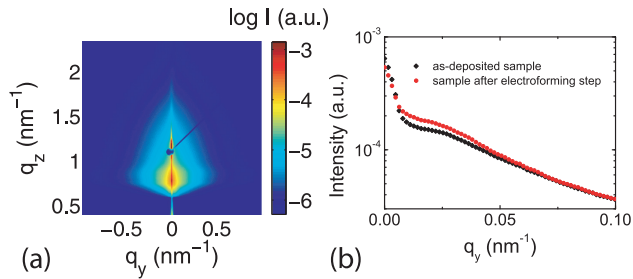 log I (a.u.)
2
1.5
1
0.5
q_z (nm⁻¹)
−0.5
0
0.5
q_y (nm⁻¹)
−3
−4
−5
−6
(a)
10⁻³
10⁻⁴
Intensity (a.u.)
as-deposited sample
sample after electroforming step
0.00
0.05
0.10
q_y (nm⁻¹)
(b)